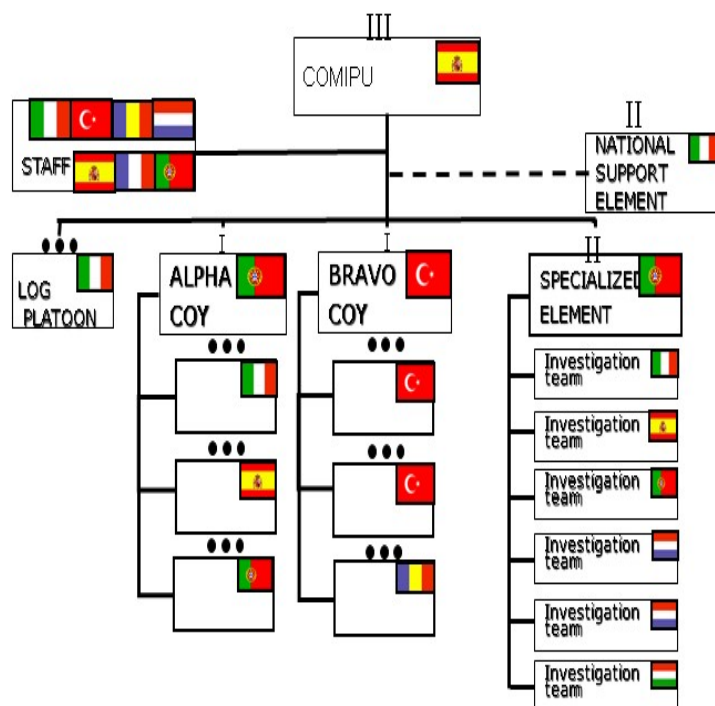 III
COMIPU
STAFF
II
NATIONAL
SUPPORT
ELEMENT
LOG
PLATOON
I
ALPHA
COY
I
BRAVO
COY
II
SPECIALIZED
ELEMENT
Investigation
team
Investigation
team
Investigation
team
Investigation
team
Investigation
team
Investigation
team